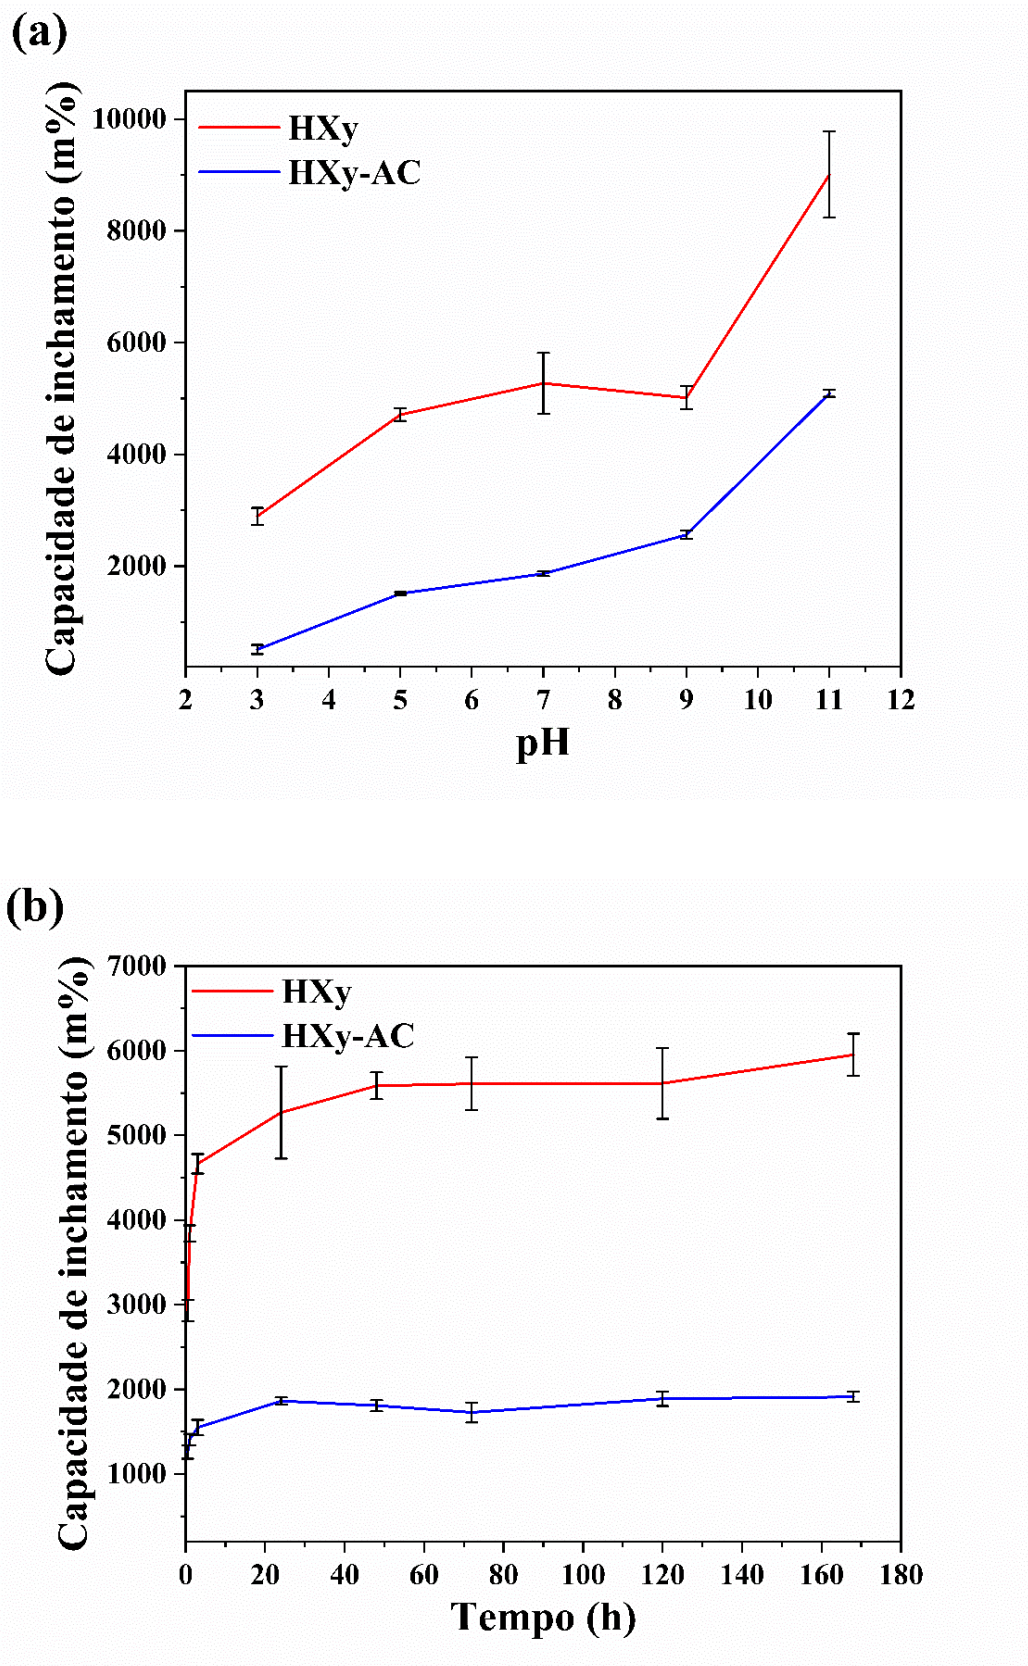 (a)
Capacidade de inchamento (m%)
10000
8000
6000
4000
2000
HXy
HXy-AC
2 3 4 5 6 7 8 9 10 11 12
pH
(b)
Capacidade de inchamento (m%)
7000
6000
5000
4000
3000
2000
1000
HXy
HXy-AC
0 20 40 60 80 100 120 140 160 180
Tempo (h)